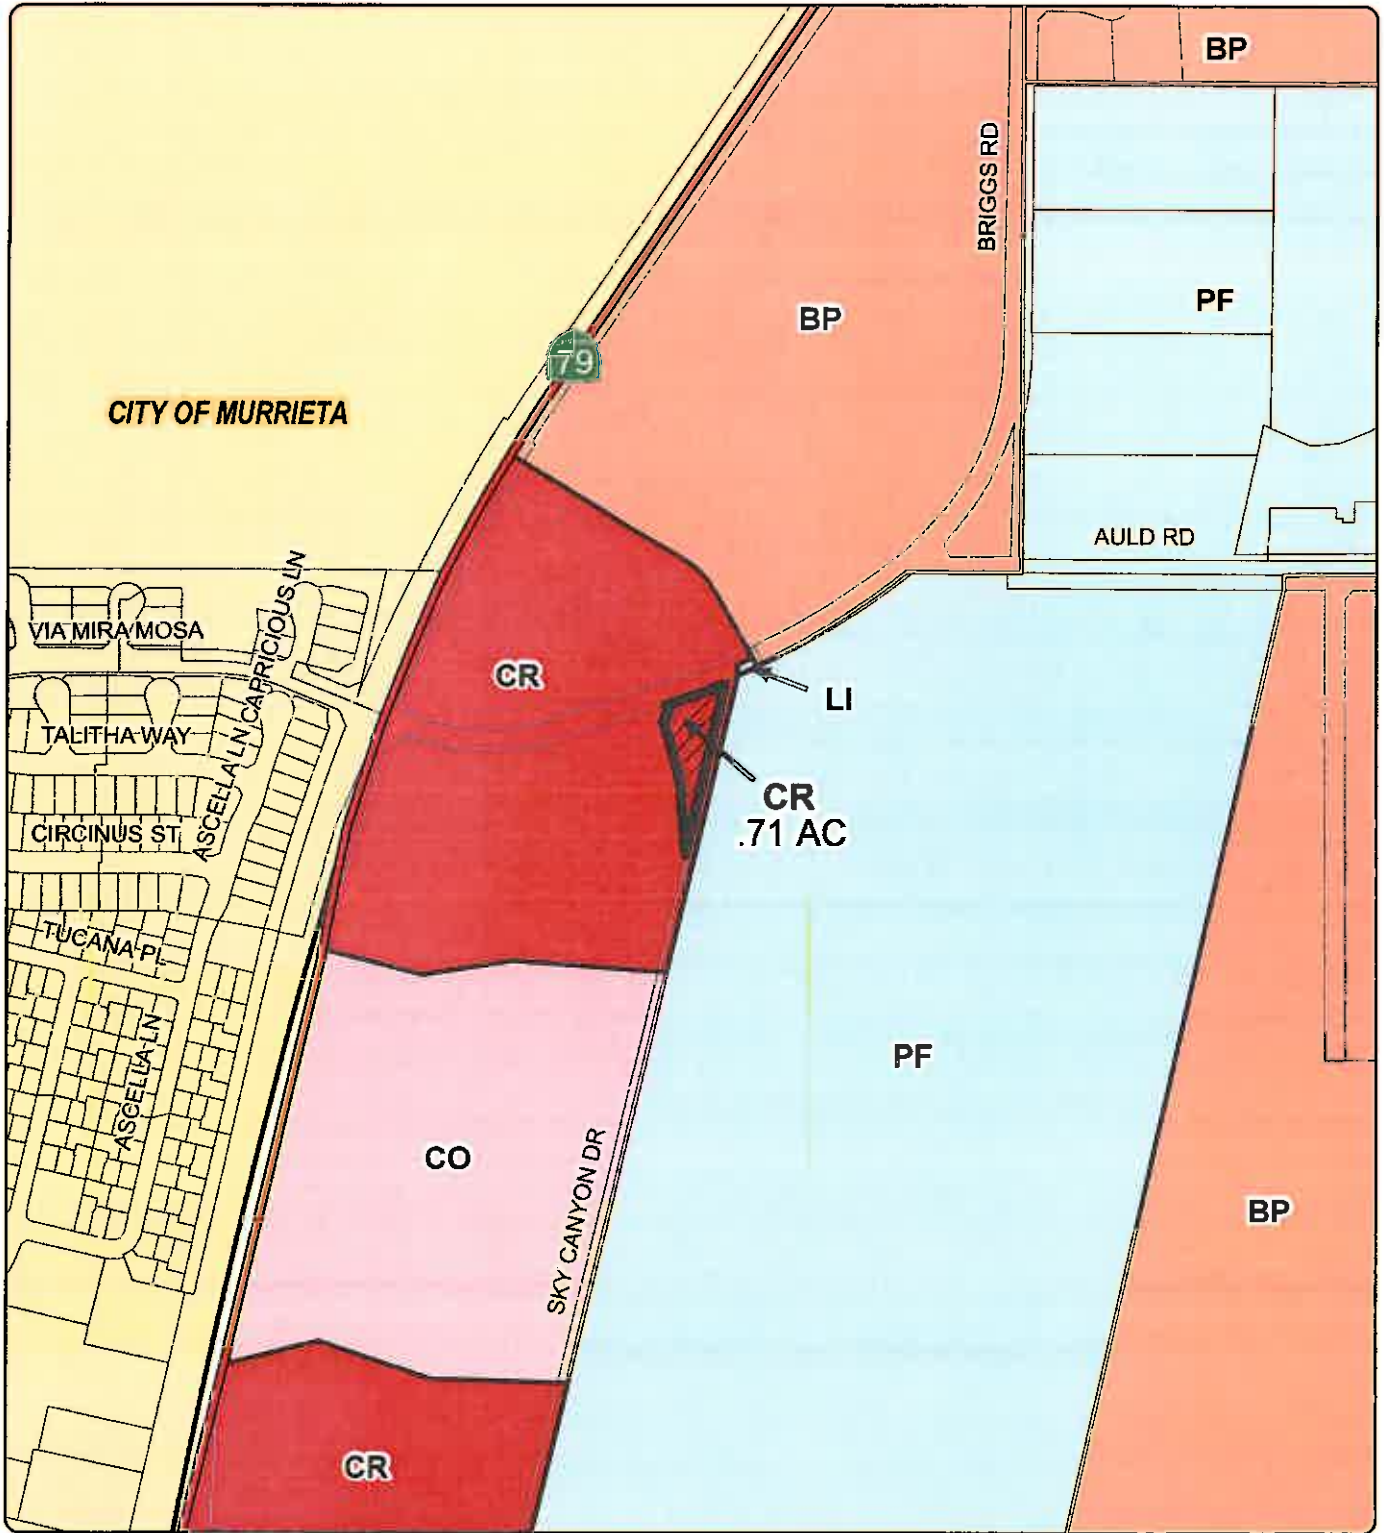 BP
BRIGGS RD
PF
BP
79
CITY OF MURRIETA
AULD RD
VIA MIRA MOSA
ASCELLA LN CAPRICIOUS LN
CR
LI
TALITHA WAY
CR
.71 AC
CIRCINUS ST
TUCANA PL
ASCELLA LN
PF
CO
SKY CANYON DR
BP
CR